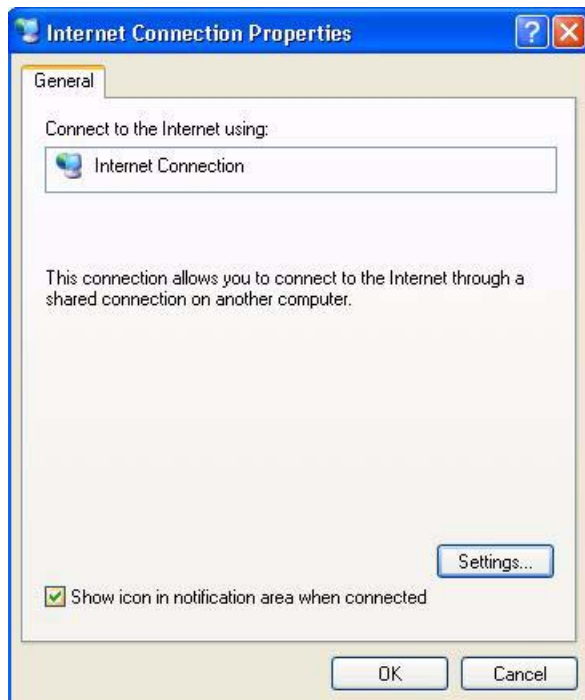 Internet Connection Properties
General
Connect to the Internet using:
Internet Connection
This connection allows you to connect to the Internet through a
shared connection on another computer.
Settings...
Show icon in notification area when connected
OK
Cancel